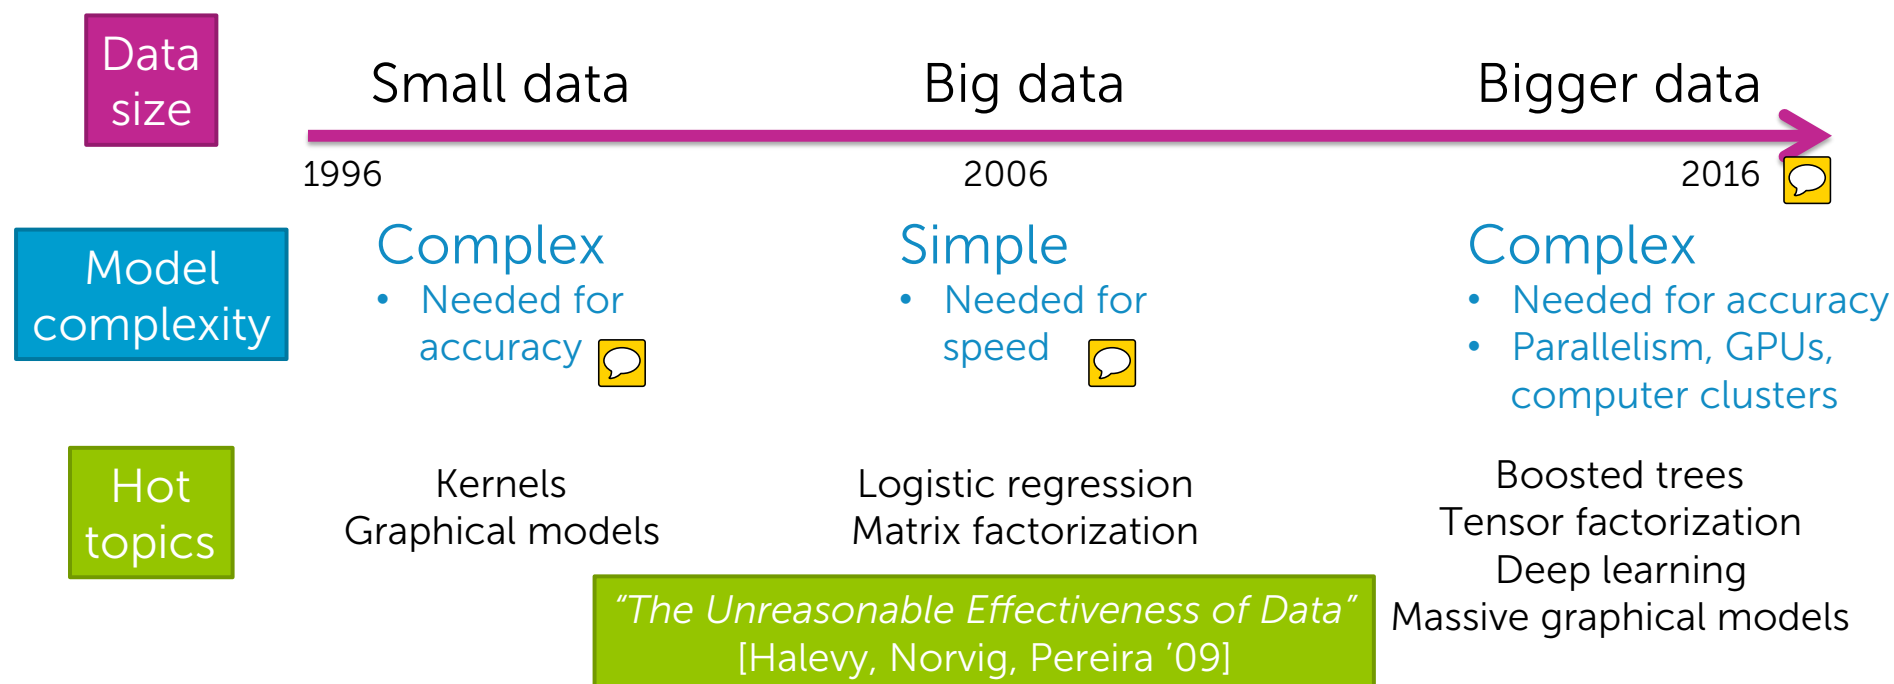 Data
size
Small data
Big data
Bigger data
1996
2006
2016
Model
complexity
Complex
• Needed for
accuracy
Simple
• Needed for
speed
Complex
• Needed for accuracy
• Parallelism, GPUs,
computer clusters
Hot
topics
Kernels
Graphical models
Logistic regression
Matrix factorization
Boosted trees
Tensor factorization
Deep learning
Massive graphical models
“The Unreasonable Effectiveness of Data”
[Halevy, Norvig, Pereira ’09]